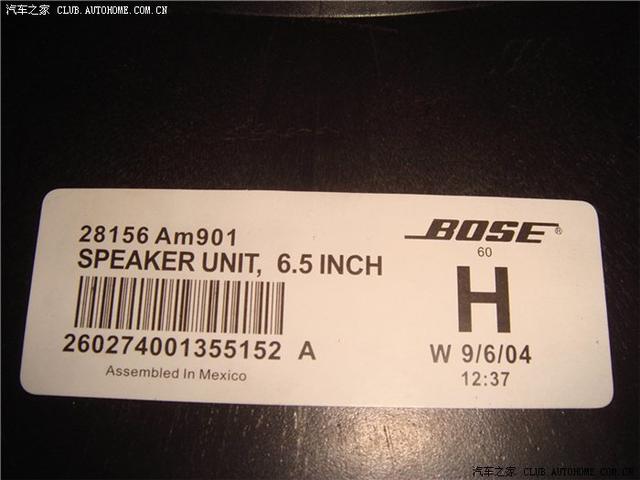 汽车之家 CLUB.AUTOHOME.COM.CN
28156 Am901
SPEAKER UNIT, 6.5 INCH
260274001355152 A
Assembled In Mexico
BOSE®
60
H
W 9/6/04
12:37
汽车之家 CLUB.AUTOHOME.COM.CN